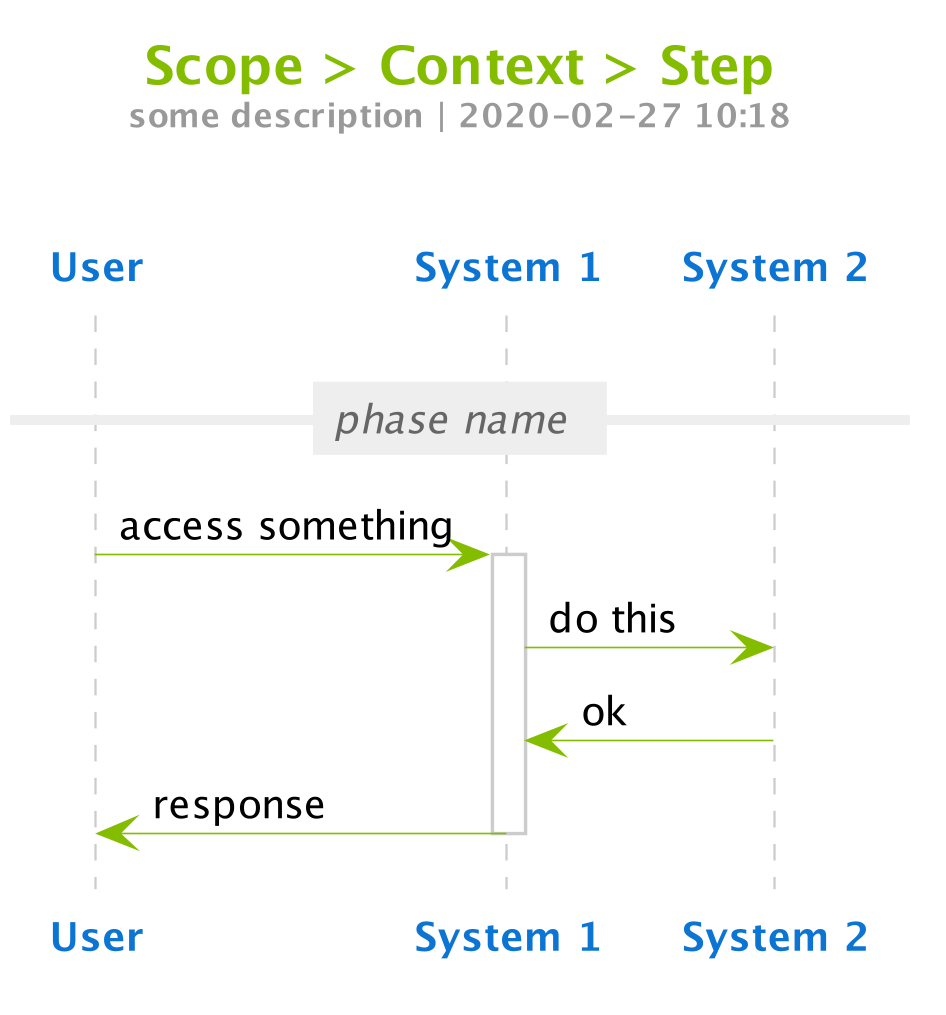 Scope > Context > Step
some description | 2020-02-27 10:18
User System 1 System 2
phase name
access something
do this
ok
response
User System 1 System 2